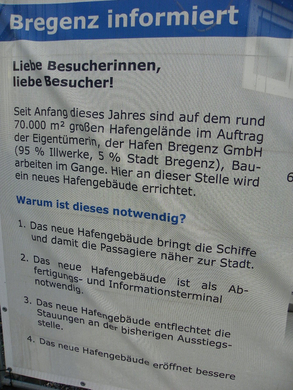 Bregenz informiert
Liebe Besucherinnen,
liebe Besucher!
Seit Anfang dieses Jahres sind auf dem rund
70.000 m² großen Hafengelände im Auftrag
der Eigentümerin, der Hafen Bregenz GmbH
(95 % Illwerke, 5 % Stadt Bregenz), Bau-
arbeiten im Gange. Hier an dieser Stelle wird
ein neues Hafengebäude errichtet.
Warum ist dieses notwendig?
1. Das neue Hafengebäude bringt die Schiffe
und damit die Passagiere näher zur Stadt.
2. Das neue Hafengebäude ist als Ab-
fertigungs- und Informationsterminal
notwendig.
3. Das neue Hafengebäude entflechtet die
Stauungen an der bisherigen Ausstiegs-
stelle.
4. Das neue Hafengebäude eröffnet bessere